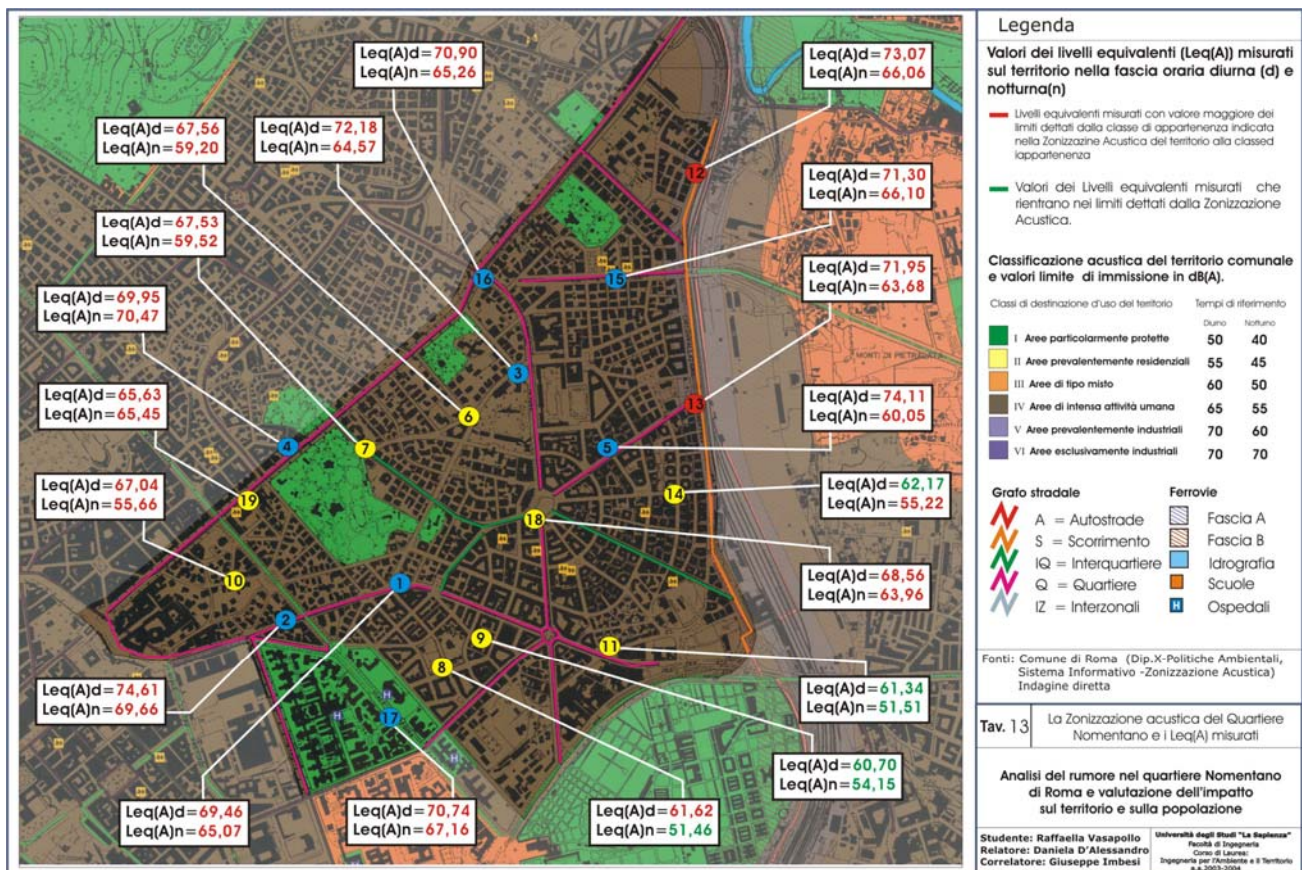 Leq(A)d=70,90
Leq(A)n=65,26
Leq(A)d=73,07
Leq(A)n=66,06
Leq(A)d=67,56
Leq(A)n=59,20
Leq(A)d=72,18
Leq(A)n=64,57
Leq(A)d=71,30
Leq(A)n=66,10
Leq(A)d=67,53
Leq(A)n=59,52
Leq(A)d=71,95
Leq(A)n=63,68
Leq(A)d=69,95
Leq(A)n=70,47
Leq(A)d=65,63
Leq(A)n=65,45
Leq(A)d=74,11
Leq(A)n=60,05
Leq(A)d=67,04
Leq(A)n=55,66
Leq(A)d=62,17
Leq(A)n=55,22
Leq(A)d=68,56
Leq(A)n=63,96
Leq(A)d=74,61
Leq(A)n=69,66
Leq(A)d=61,34
Leq(A)n=51,51
Leq(A)d=60,70
Leq(A)n=54,15
Leq(A)d=69,46
Leq(A)n=65,07
Leq(A)d=70,74
Leq(A)n=67,16
Leq(A)d=61,62
Leq(A)n=51,46
12
16
15
3
13
6
4
7
5
19
14
18
10
1
2
9
11
8
17
MONTI DI PIETRALATA
H
H
H
Legenda
Valori dei livelli equivalenti (Leq(A)) misurati
sul territorio nella fascia oraria diurna (d) e
notturna(n)
Livelli equivalenti misurati con valore maggiore dei
limiti dettati dalla classe di appartenenza indicata
nella Zonizzazine Acustica del territorio alla classed
iappartenenza
Valori dei Livelli equivalenti misurati che
rientrano nei limiti dettati dalla Zonizzazione
Acustica.
Classificazione acustica del territorio comunale
e valori limite di immissione in dB(A).
Classi di destinazione d'uso del territorio Tempi di riferimento
Diurno Notturno
I Aree particolarmente protette 50 40
II Aree prevalentemente residenziali 55 45
III Aree di tipo misto 60 50
IV Aree di intensa attività umana 65 55
V Aree prevalentemente industriali 70 60
VI Aree esclusivamente industriali 70 70
Grafo stradale
A = Autostrade
S = Scorrimento
IQ = Interquartiere
Q = Quartiere
IZ = Interzonali
Ferrovie
Fascia A
Fascia B
Idrografia
Scuole
H Ospedali
Fonti: Comune di Roma (Dip.X-Politiche Ambientali,
Sistema Informativo -Zonizzazione Acustica)
Indagine diretta
Tav. 13
La Zonizzazione acustica del Quartiere
Nomentano e i Leq(A) misurati
Analisi del rumore nel quartiere Nomentano
di Roma e valutazione dell'impatto
sul territorio e sulla popolazione
Studente: Raffaella Vasapollo
Relatore: Daniela D'Alessandro
Correlatore: Giuseppe Imbesi
Università degli Studi "La Sapienza"
Facoltà di Ingegneria
Corso di Laurea:
Ingegneria per l'Ambiente e il Territorio
a.a 2003-2004